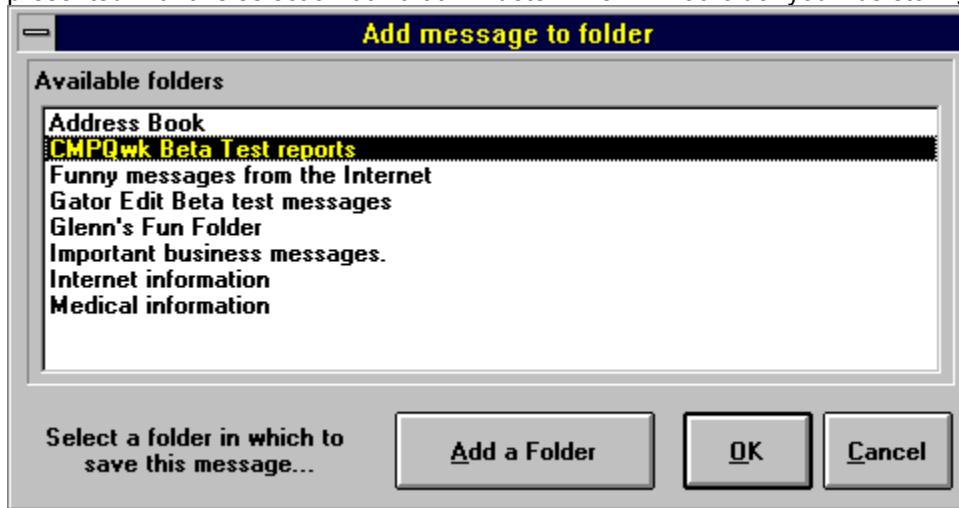 Add message to folder
Available folders
Address Book
CMPQwk Beta Test reports
Funny messages from the Internet
Gator Edit Beta test messages
Glenn's Fun Folder
Important business messages.
Internet information
Medical information
Select a folder in which to
save this message...
Add a Folder
OK
Cancel